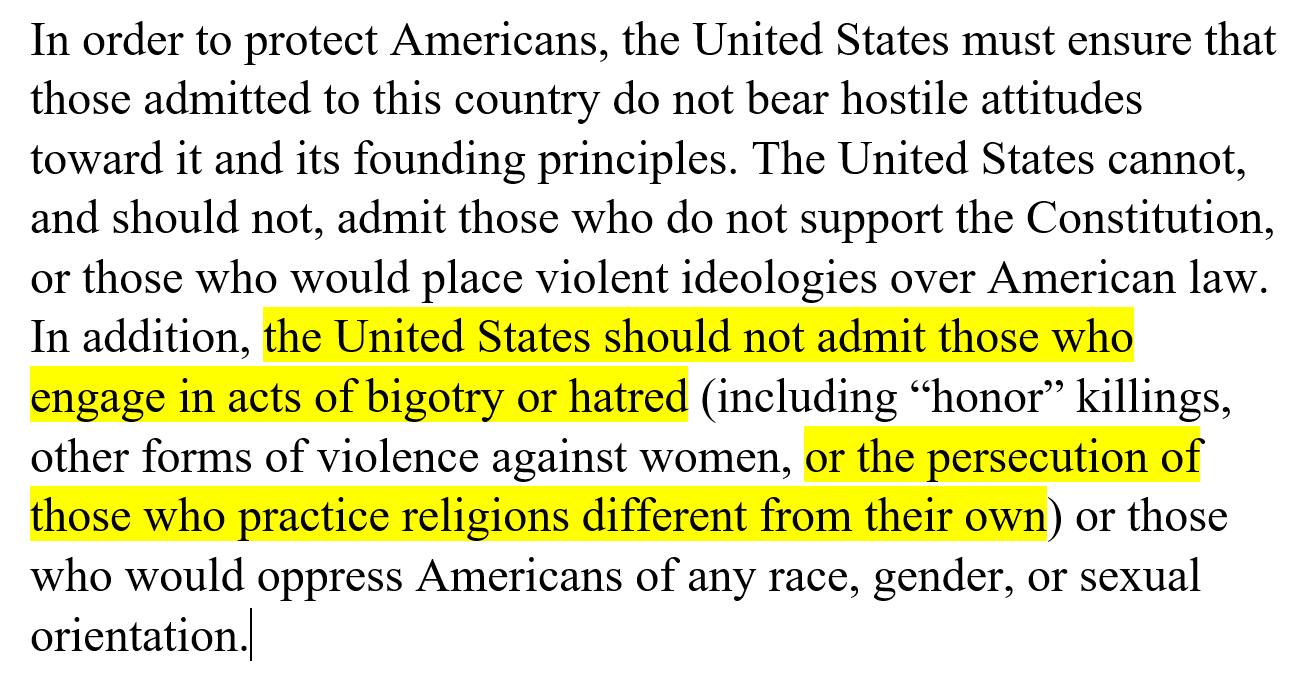 In order to protect Americans, the United States must ensure that
those admitted to this country do not bear hostile attitudes
toward it and its founding principles. The United States cannot,
and should not, admit those who do not support the Constitution,
or those who would place violent ideologies over American law.
In addition, the United States should not admit those who
engage in acts of bigotry or hatred (including “honor” killings,
other forms of violence against women, or the persecution of
those who practice religions different from their own) or those
who would oppress Americans of any race, gender, or sexual
orientation.